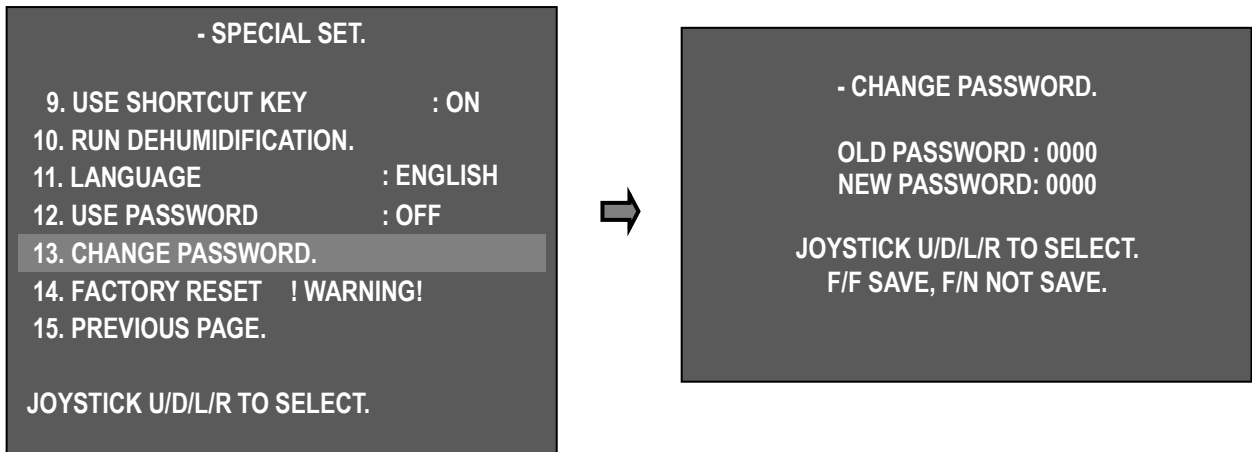 - SPECIAL SET.
9. USE SHORTCUT KEY : ON
10. RUN DEHUMIDIFICATION.
11. LANGUAGE : ENGLISH
12. USE PASSWORD : OFF
13. CHANGE PASSWORD.
14. FACTORY RESET ! WARNING!
15. PREVIOUS PAGE.
JOYSTICK U/D/L/R TO SELECT.
- CHANGE PASSWORD.
OLD PASSWORD : 0000
NEW PASSWORD: 0000
JOYSTICK U/D/L/R TO SELECT.
F/F SAVE, F/N NOT SAVE.